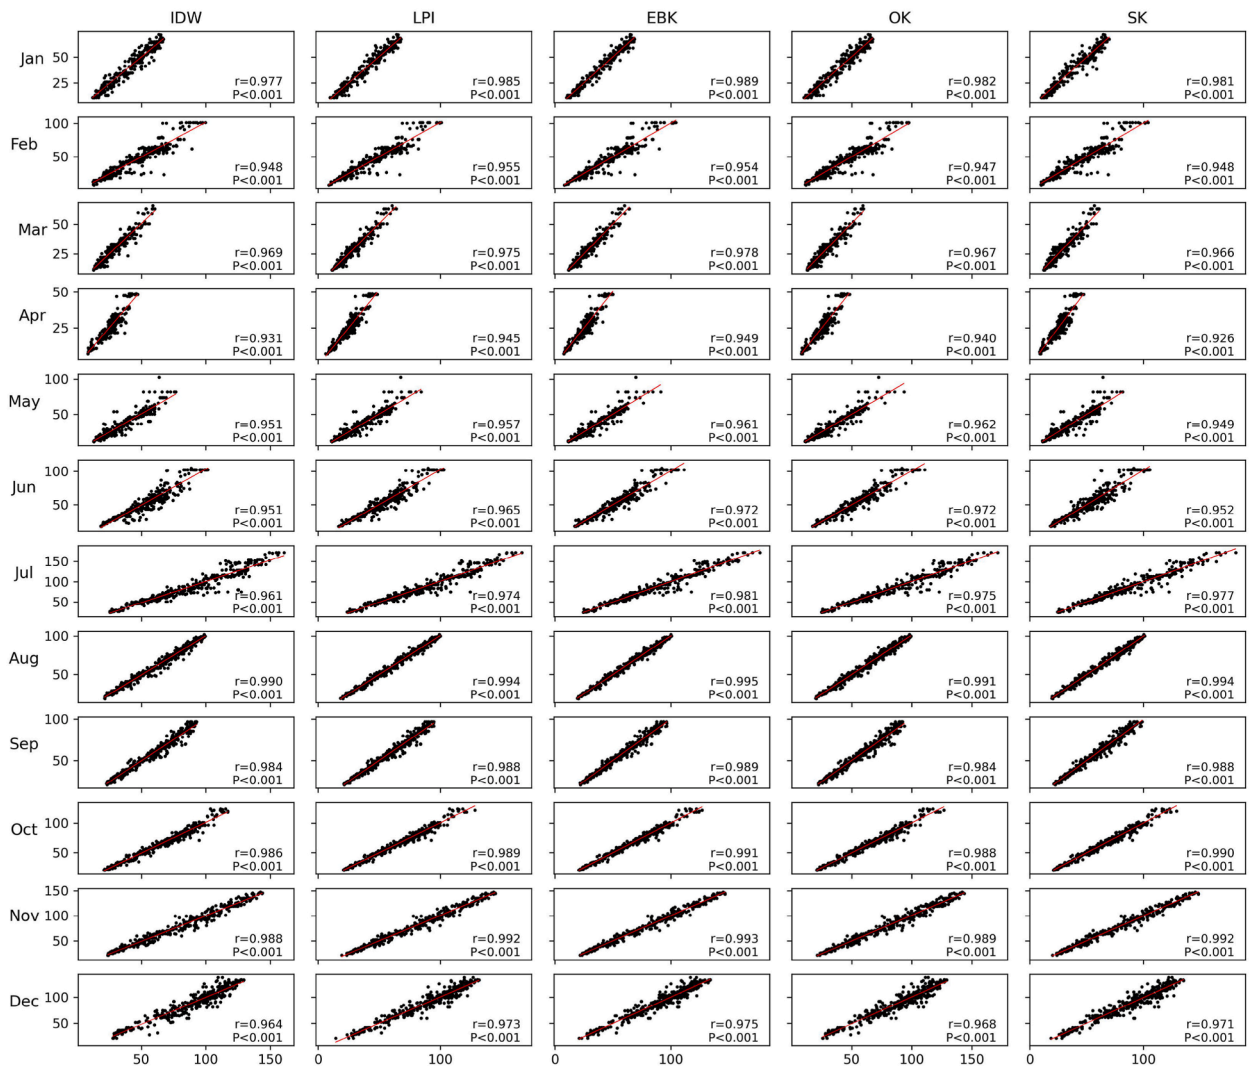 IDW LPI EBK OK SK
Jan
50
25
r=0.977 P<0.001
r=0.985 P<0.001
r=0.989 P<0.001
r=0.982 P<0.001
r=0.981 P<0.001
Feb
100
50
r=0.948 P<0.001
r=0.955 P<0.001
r=0.954 P<0.001
r=0.947 P<0.001
r=0.948 P<0.001
Mar
50
25
r=0.969 P<0.001
r=0.975 P<0.001
r=0.978 P<0.001
r=0.967 P<0.001
r=0.966 P<0.001
Apr
50
25
r=0.931 P<0.001
r=0.945 P<0.001
r=0.949 P<0.001
r=0.940 P<0.001
r=0.926 P<0.001
May
100
50
r=0.951 P<0.001
r=0.957 P<0.001
r=0.961 P<0.001
r=0.962 P<0.001
r=0.949 P<0.001
Jun
100
50
r=0.951 P<0.001
r=0.965 P<0.001
r=0.972 P<0.001
r=0.972 P<0.001
r=0.952 P<0.001
Jul
150
100
50
r=0.961 P<0.001
r=0.974 P<0.001
r=0.981 P<0.001
r=0.975 P<0.001
r=0.977 P<0.001
Aug
100
50
r=0.990 P<0.001
r=0.994 P<0.001
r=0.995 P<0.001
r=0.991 P<0.001
r=0.994 P<0.001
Sep
100
50
r=0.984 P<0.001
r=0.988 P<0.001
r=0.989 P<0.001
r=0.984 P<0.001
r=0.988 P<0.001
Oct
100
50
r=0.986 P<0.001
r=0.989 P<0.001
r=0.991 P<0.001
r=0.988 P<0.001
r=0.990 P<0.001
Nov
150
100
50
r=0.988 P<0.001
r=0.992 P<0.001
r=0.993 P<0.001
r=0.989 P<0.001
r=0.992 P<0.001
Dec
100
50
r=0.964 P<0.001
r=0.973 P<0.001
r=0.975 P<0.001
r=0.968 P<0.001
r=0.971 P<0.001
50 100 150 0 100 0 100 50 100 150 0 100